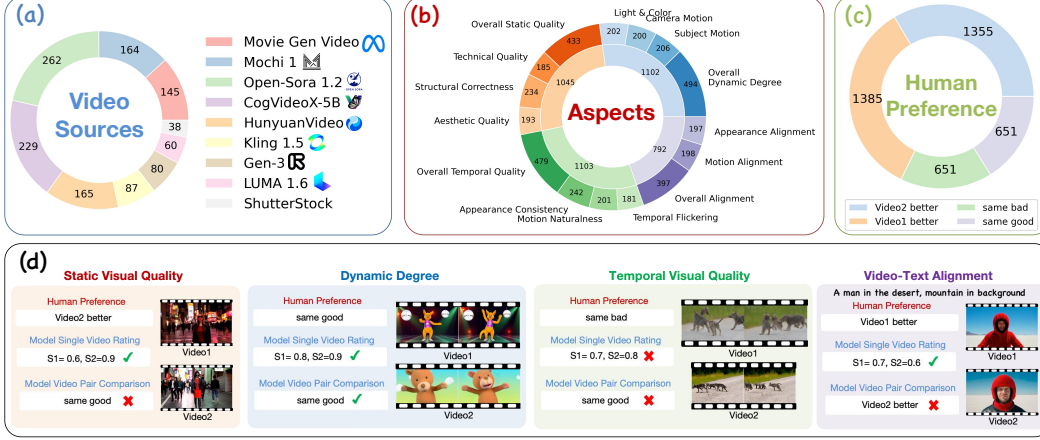 (a)
262
164
145
38
60
80
87
165
229
Video
Sources
Movie Gen Video
Mochi 1
Open-Sora 1.2
OPEN-SORA
CogVideoX-5B
HunyuanVideo
Kling 1.5
Gen-3
LUMA 1.6
ShutterStock
(b)
Light & Color
Camera Motion
Subject Motion
Overall
Dynamic Degree
Appearance Alignment
Motion Alignment
Overall Alignment
Temporal Flickering
Motion Naturalness
Appearance Consistency
Overall Temporal Quality
Aesthetic Quality
Structural Correctness
Technical Quality
Overall Static Quality
202
200
206
494
197
198
397
181
201
242
479
193
234
185
433
1045
1102
792
1103
Aspects
(c)
1355
651
651
1385
Human
Preference
Video2 better
same bad
Video1 better
same good
(d)
Static Visual Quality
Human Preference
Video2 better
Model Single Video Rating
S1= 0.6, S2=0.9
Model Video Pair Comparison
same good
Video1
Video2
Dynamic Degree
Human Preference
same good
Model Single Video Rating
S1= 0.8, S2=0.9
Model Video Pair Comparison
same good
Video1
Video2
Temporal Visual Quality
Human Preference
same bad
Model Single Video Rating
S1= 0.7, S2=0.8
Model Video Pair Comparison
same good
Video1
Video2
Video-Text Alignment
A man in the desert, mountain in background
Human Preference
Video1 better
Model Single Video Rating
S1= 0.7, S2=0.6
Model Video Pair Comparison
Video2 better
Video1
Video2